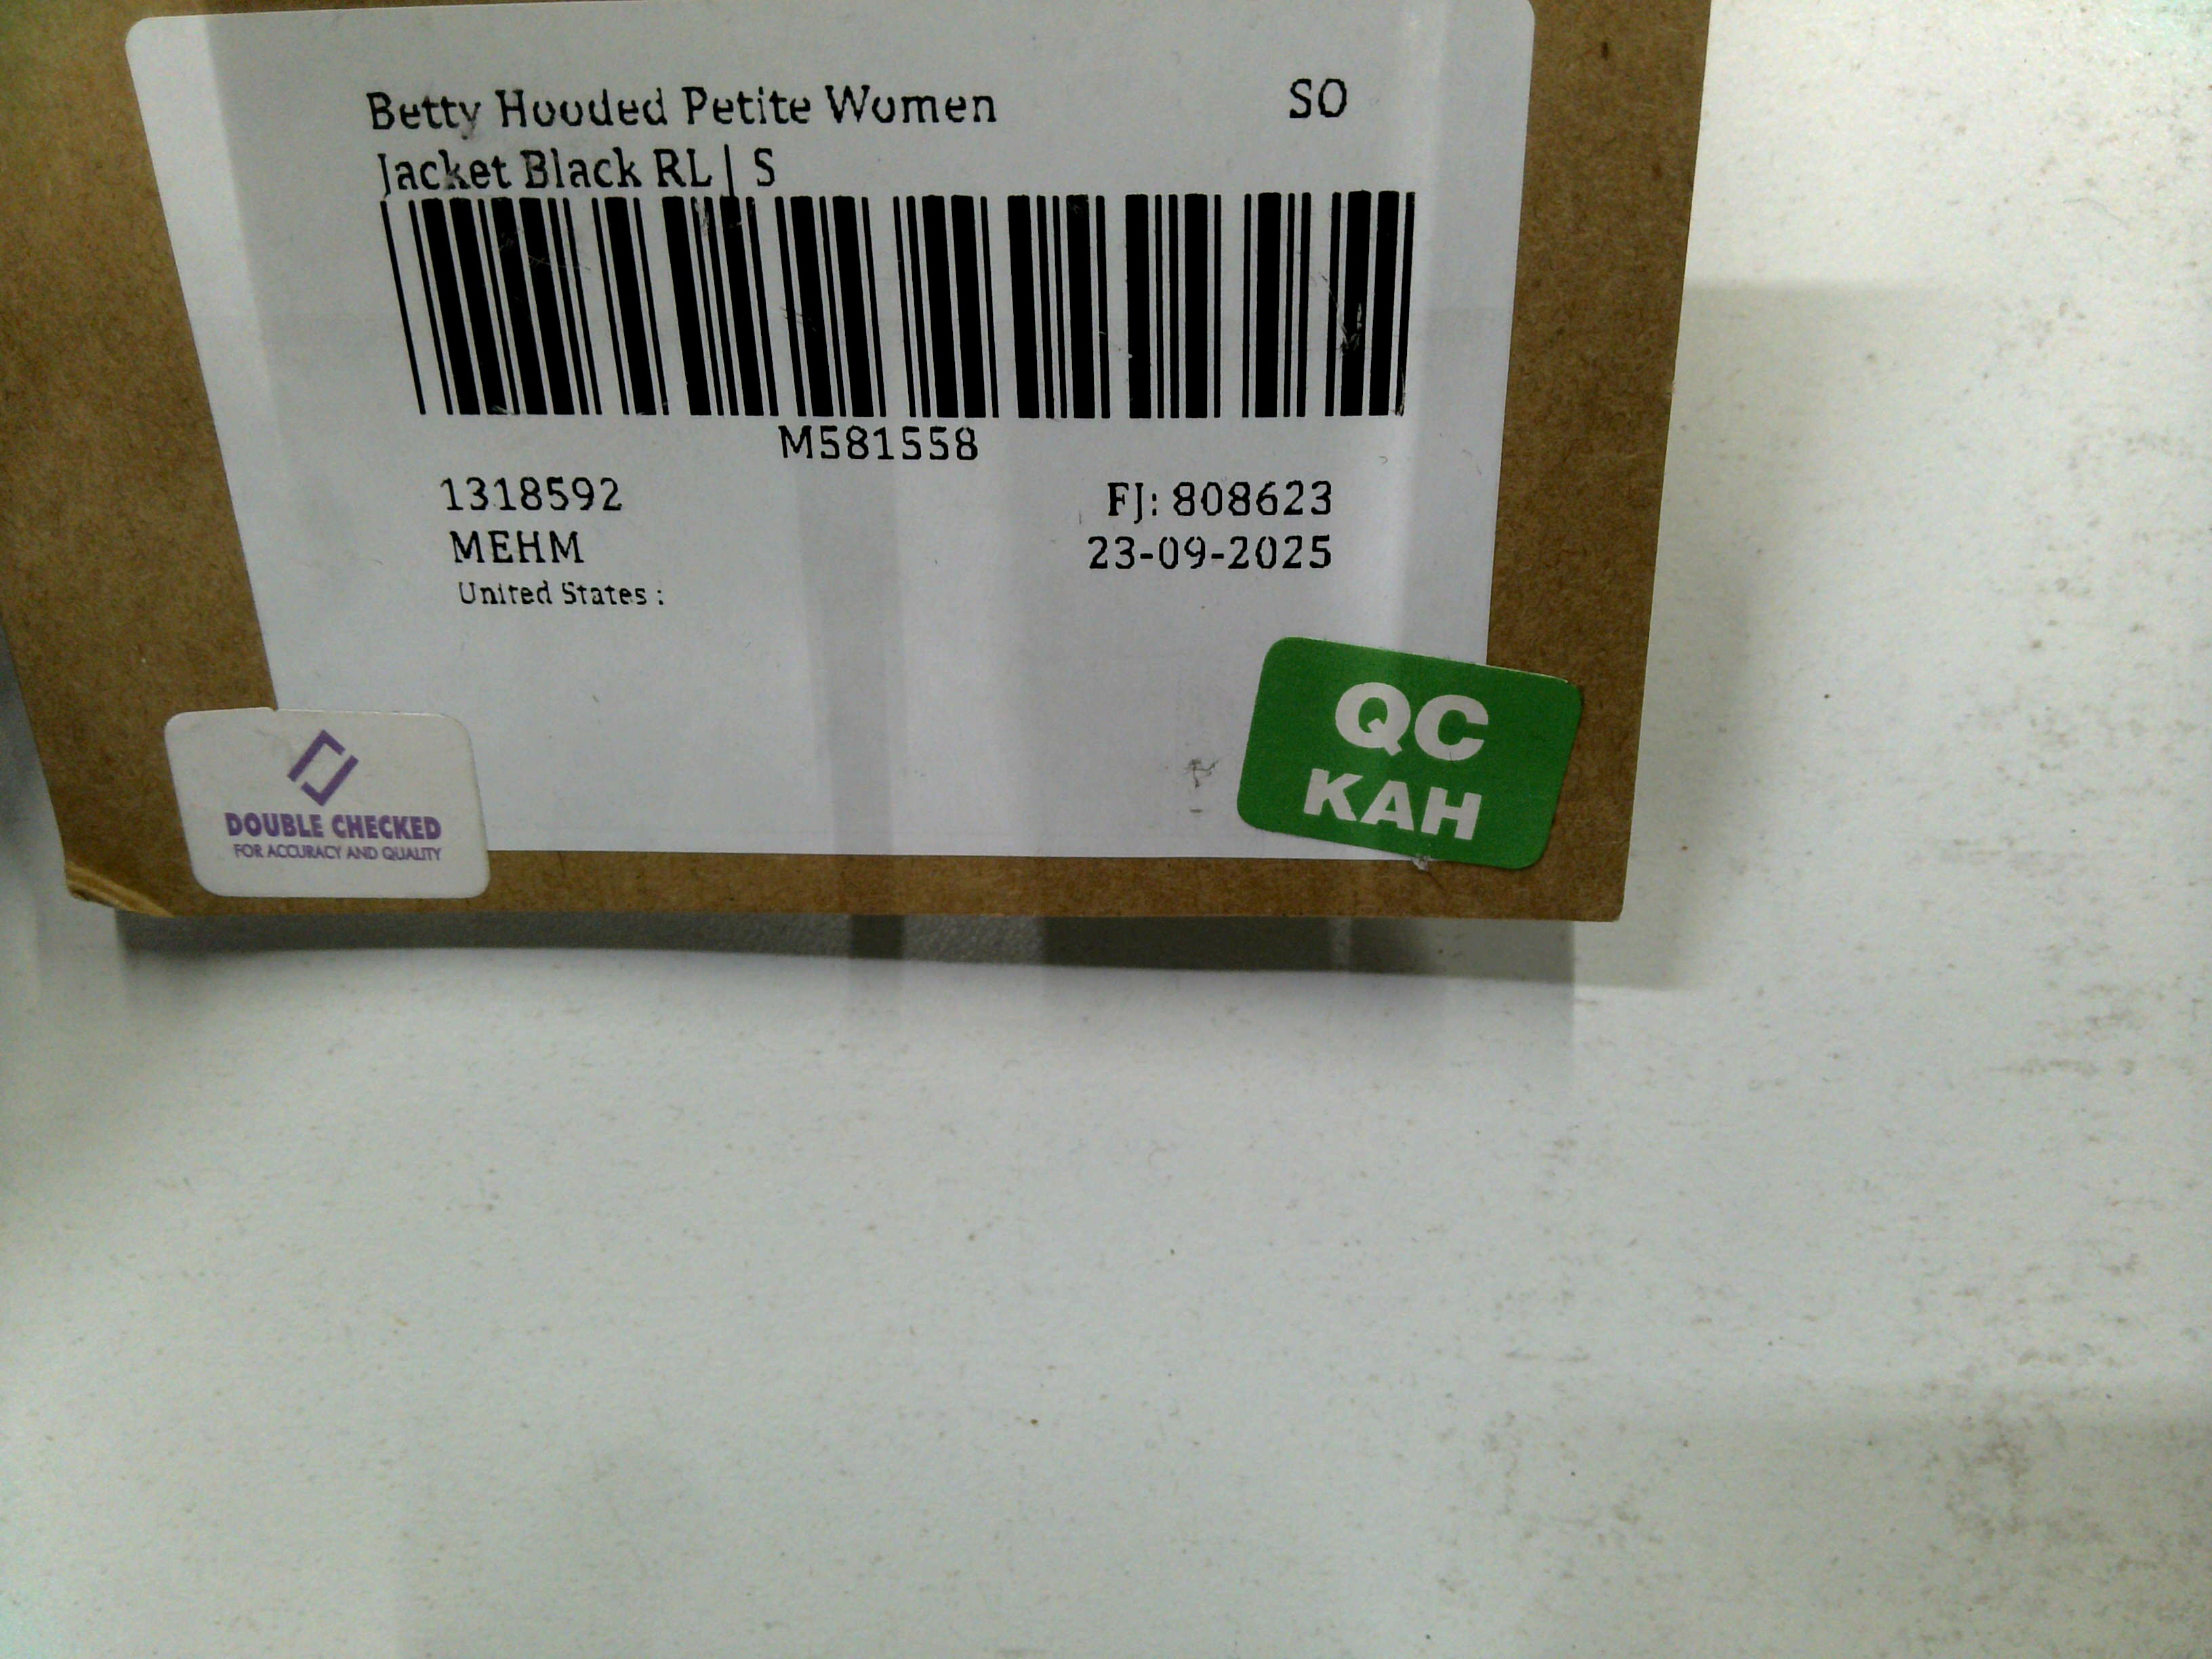 Betty Hooded Petite Women
SO
Jacket Black RL | S
M581558
1318592
FJ: 808623
MEHM
23-09-2025
United States :
QC
KAH
DOUBLE CHECKED
FOR ACCURACY AND QUALITY